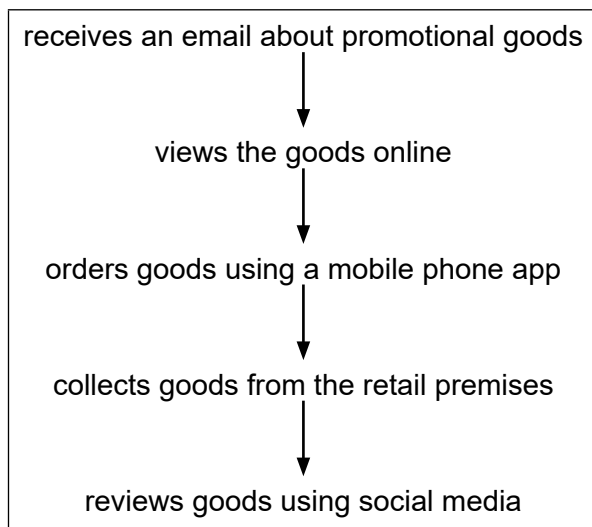 receives an email about promotional goods
views the goods online
orders goods using a mobile phone app
collects goods from the retail premises
reviews goods using social media